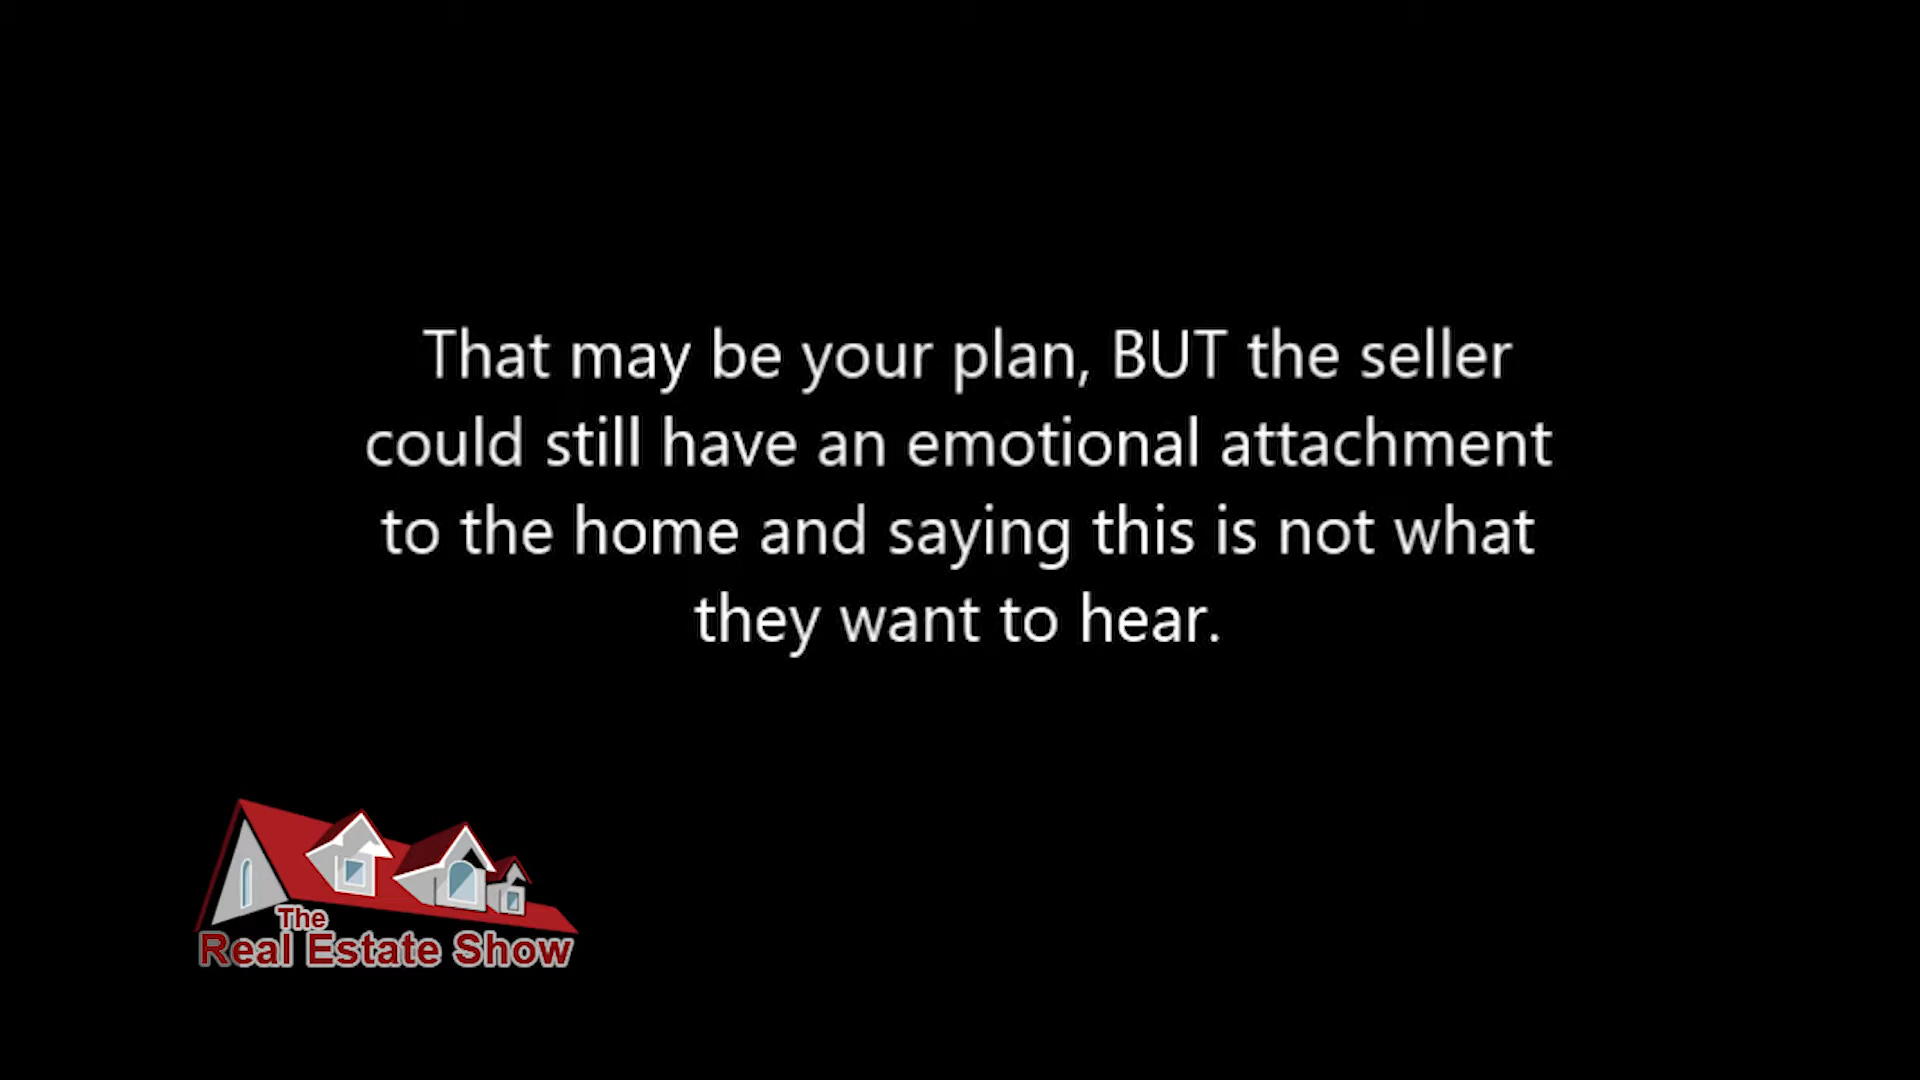 That may be your plan, BUT the seller
could still have an emotional attachment
to the home and saying this is not what
they want to hear.
The
Real Estate Show